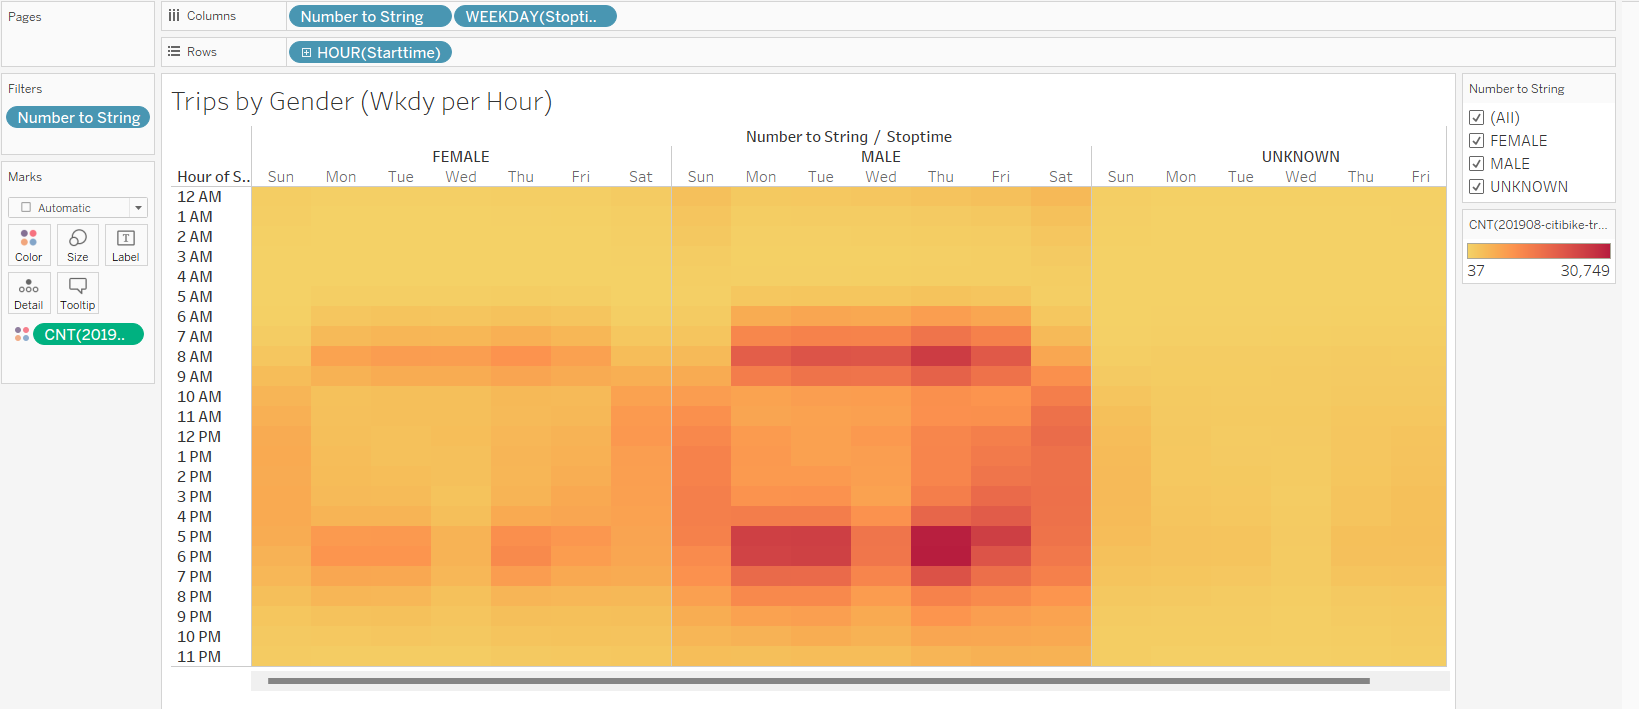 Pages
Columns
Number to String
WEEKDAY(Stopti..
Rows
HOUR(Starttime)
Filters
Number to String
Marks
Automatic
Color
Size
Label
Detail
Tooltip
CNT(2019..
Trips by Gender (Wkdy per Hour)
Number to String / Stoptime
FEMALE MALE UNKNOWN
Hour of S.. Sun Mon Tue Wed Thu Fri Sat Sun Mon Tue Wed Thu Fri Sat Sun Mon Tue Wed Thu Fri
12 AM
1 AM
2 AM
3 AM
4 AM
5 AM
6 AM
7 AM
8 AM
9 AM
10 AM
11 AM
12 PM
1 PM
2 PM
3 PM
4 PM
5 PM
6 PM
7 PM
8 PM
9 PM
10 PM
11 PM
Number to String
(All)
FEMALE
MALE
UNKNOWN
CNT(201908-citibike-tr...
37 30,749